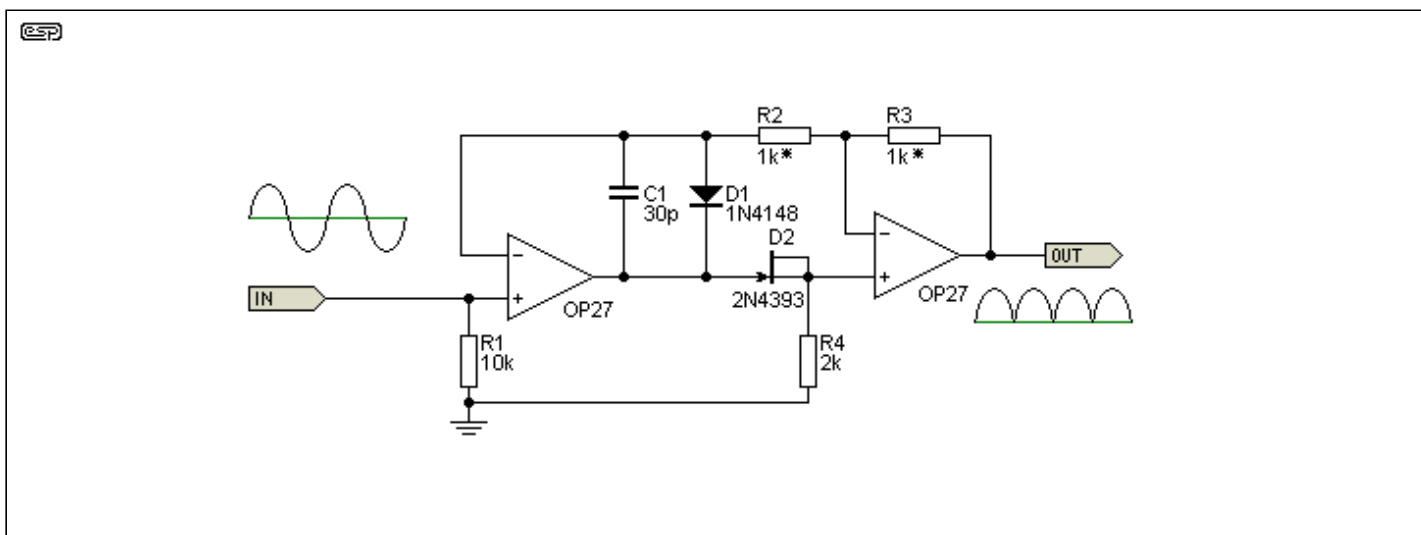 esp
R2
1k*
R3
1k*
C1
30p
D1
1N4148
D2
2N4393
−
+
OP27
−
+
OP27
IN
OUT
R1
10k
R4
2k